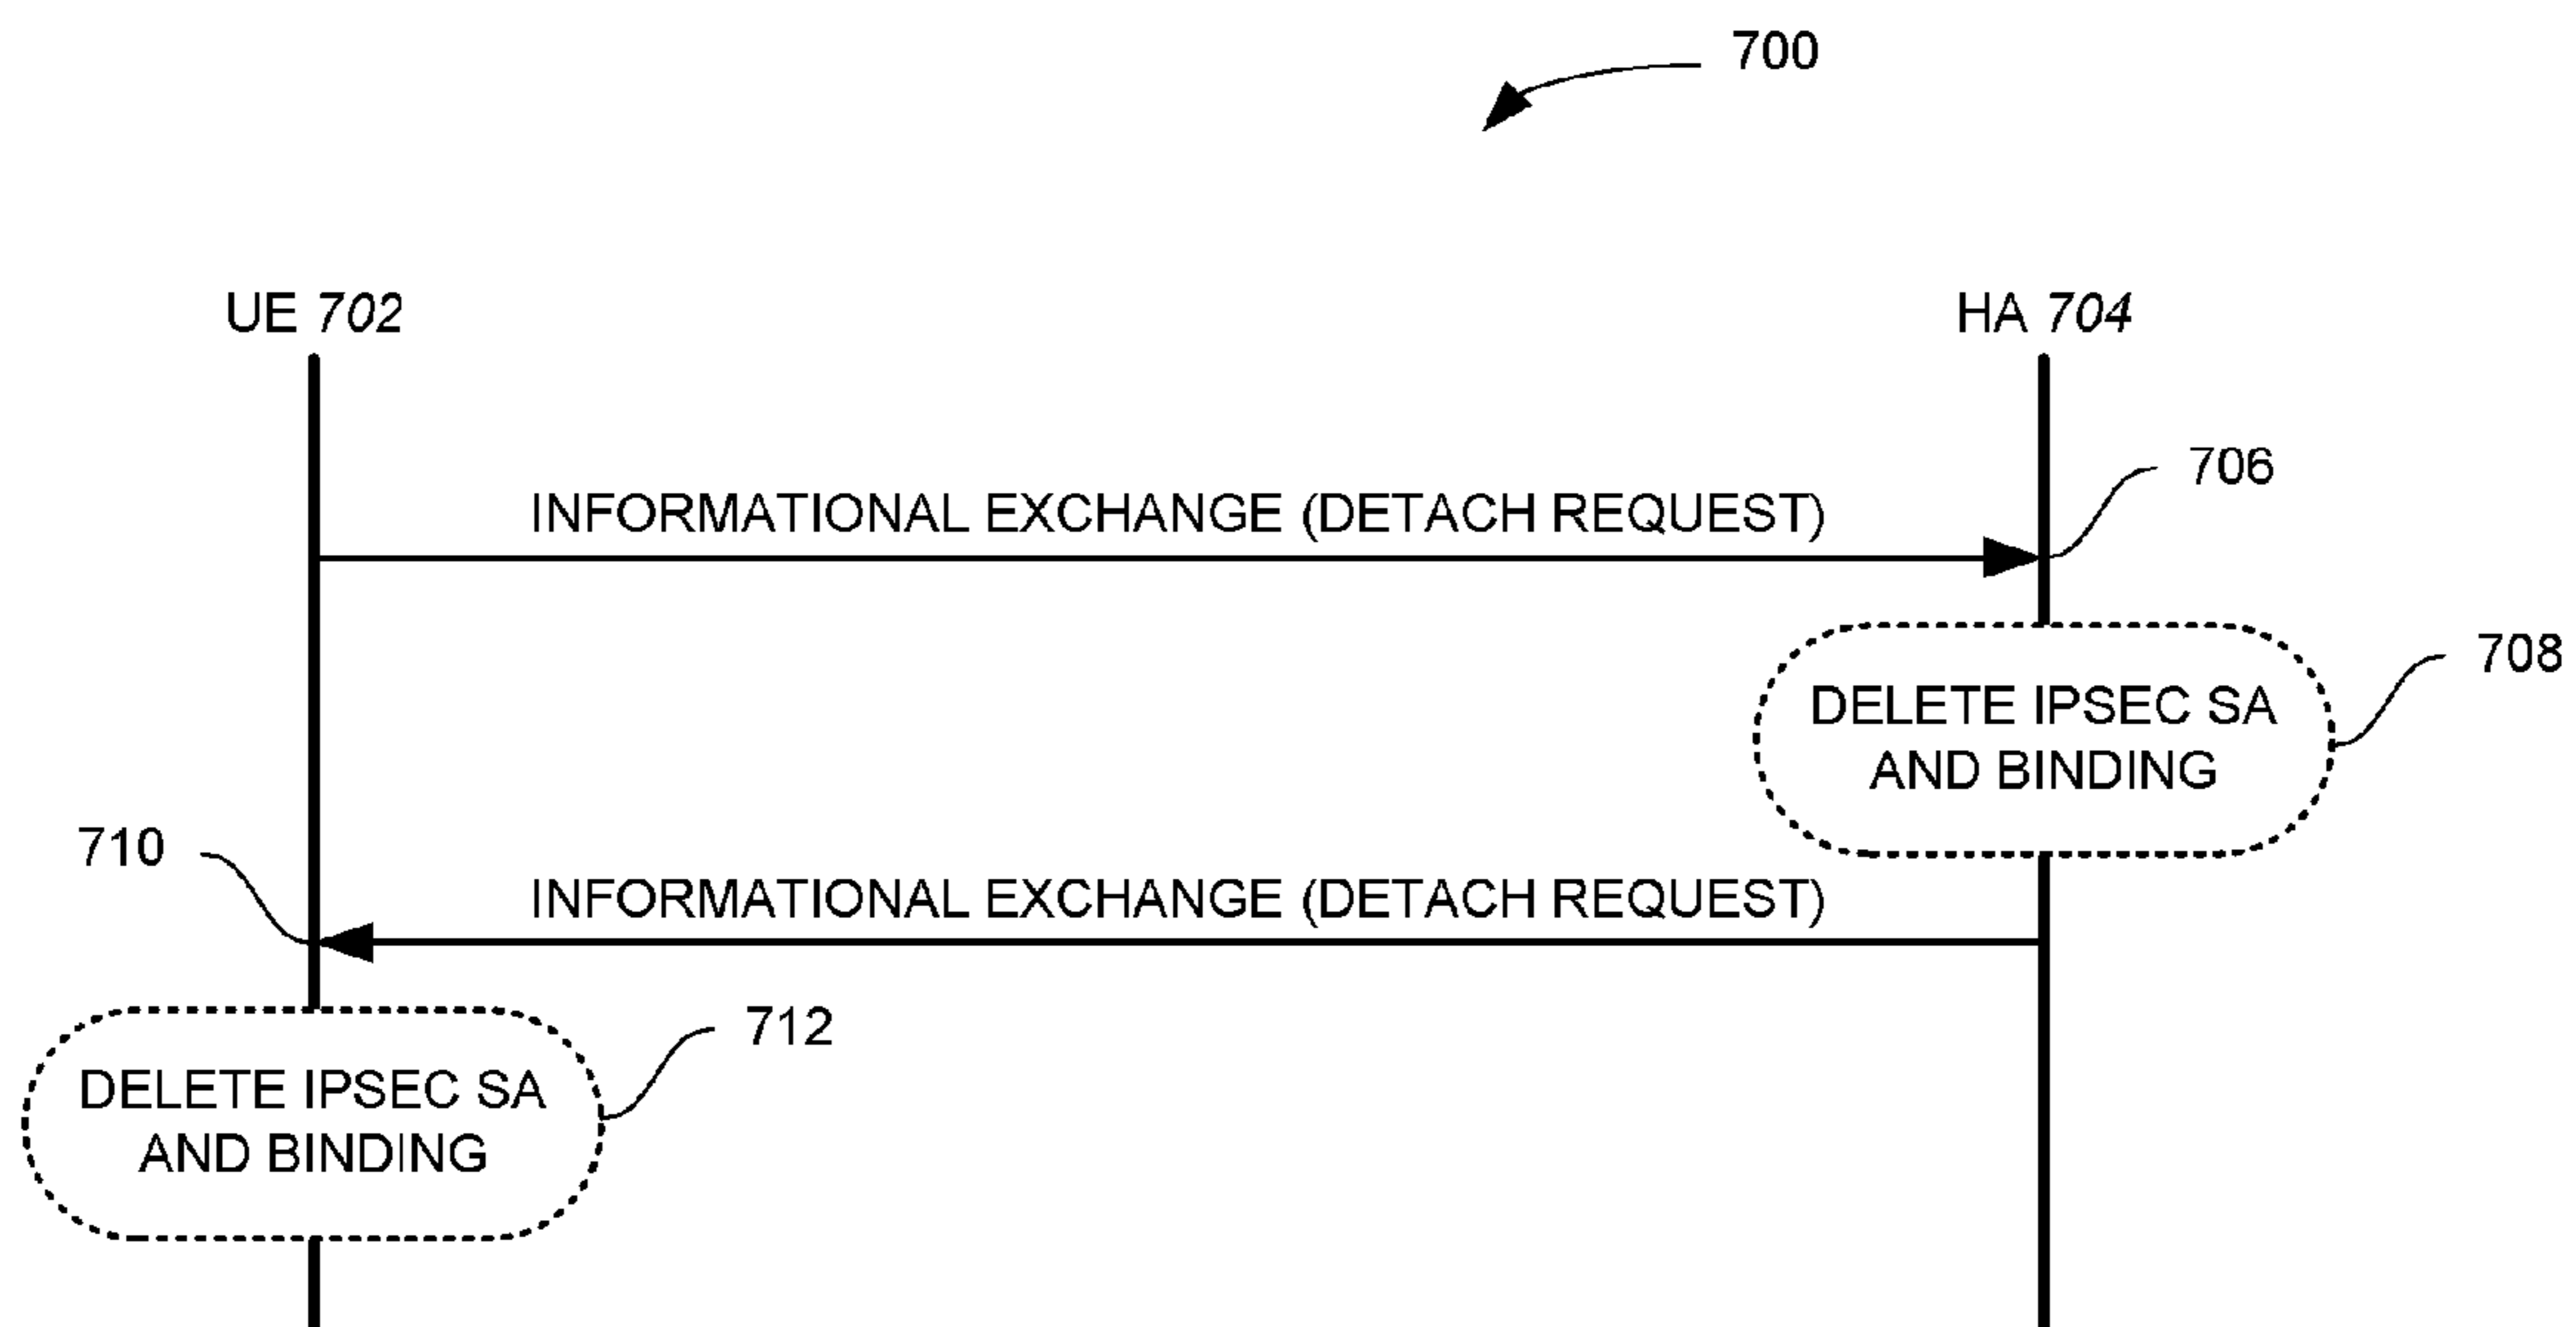 700
UE 702
HA 704
706
INFORMATIONAL EXCHANGE (DETACH REQUEST)
708
DELETE IPSEC SA
AND BINDING
710
INFORMATIONAL EXCHANGE (DETACH REQUEST)
712
DELETE IPSEC SA
AND BINDING